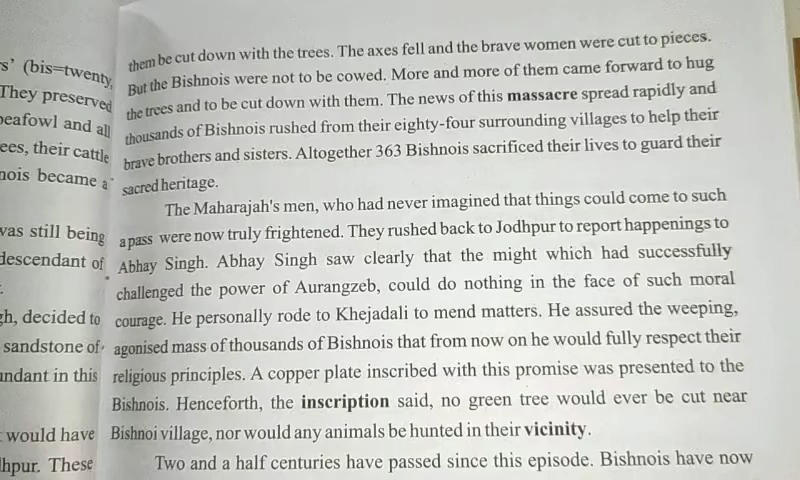 s' (bis=twenty,
They preserved
peafowl and all
ees, their cattle
nois became a
was still being
descendant of
gh, decided to
sandstone of
undant in this
would have
hpur. These
them be cut down with the trees. The axes fell and the brave women were cut to pieces.
But the Bishnois were not to be cowed. More and more of them came forward to hug
the trees and to be cut down with them. The news of this massacre spread rapidly and
thousands of Bishnois rushed from their eighty-four surrounding villages to help their
brave brothers and sisters. Altogether 363 Bishnois sacrificed their lives to guard their
sacred heritage.
The Maharajah's men, who had never imagined that things could come to such
a pass were now truly frightened. They rushed back to Jodhpur to report happenings to
Abhay Singh. Abhay Singh saw clearly that the might which had successfully
challenged the power of Aurangzeb, could do nothing in the face of such moral
courage. He personally rode to Khejadali to mend matters. He assured the weeping,
agonised mass of thousands of Bishnois that from now on he would fully respect their
religious principles. A copper plate inscribed with this promise was presented to the
Bishnois. Henceforth, the inscription said, no green tree would ever be cut near
Bishnoi village, nor would any animals be hunted in their vicinity.
Two and a half centuries have passed since this episode. Bishnois have now